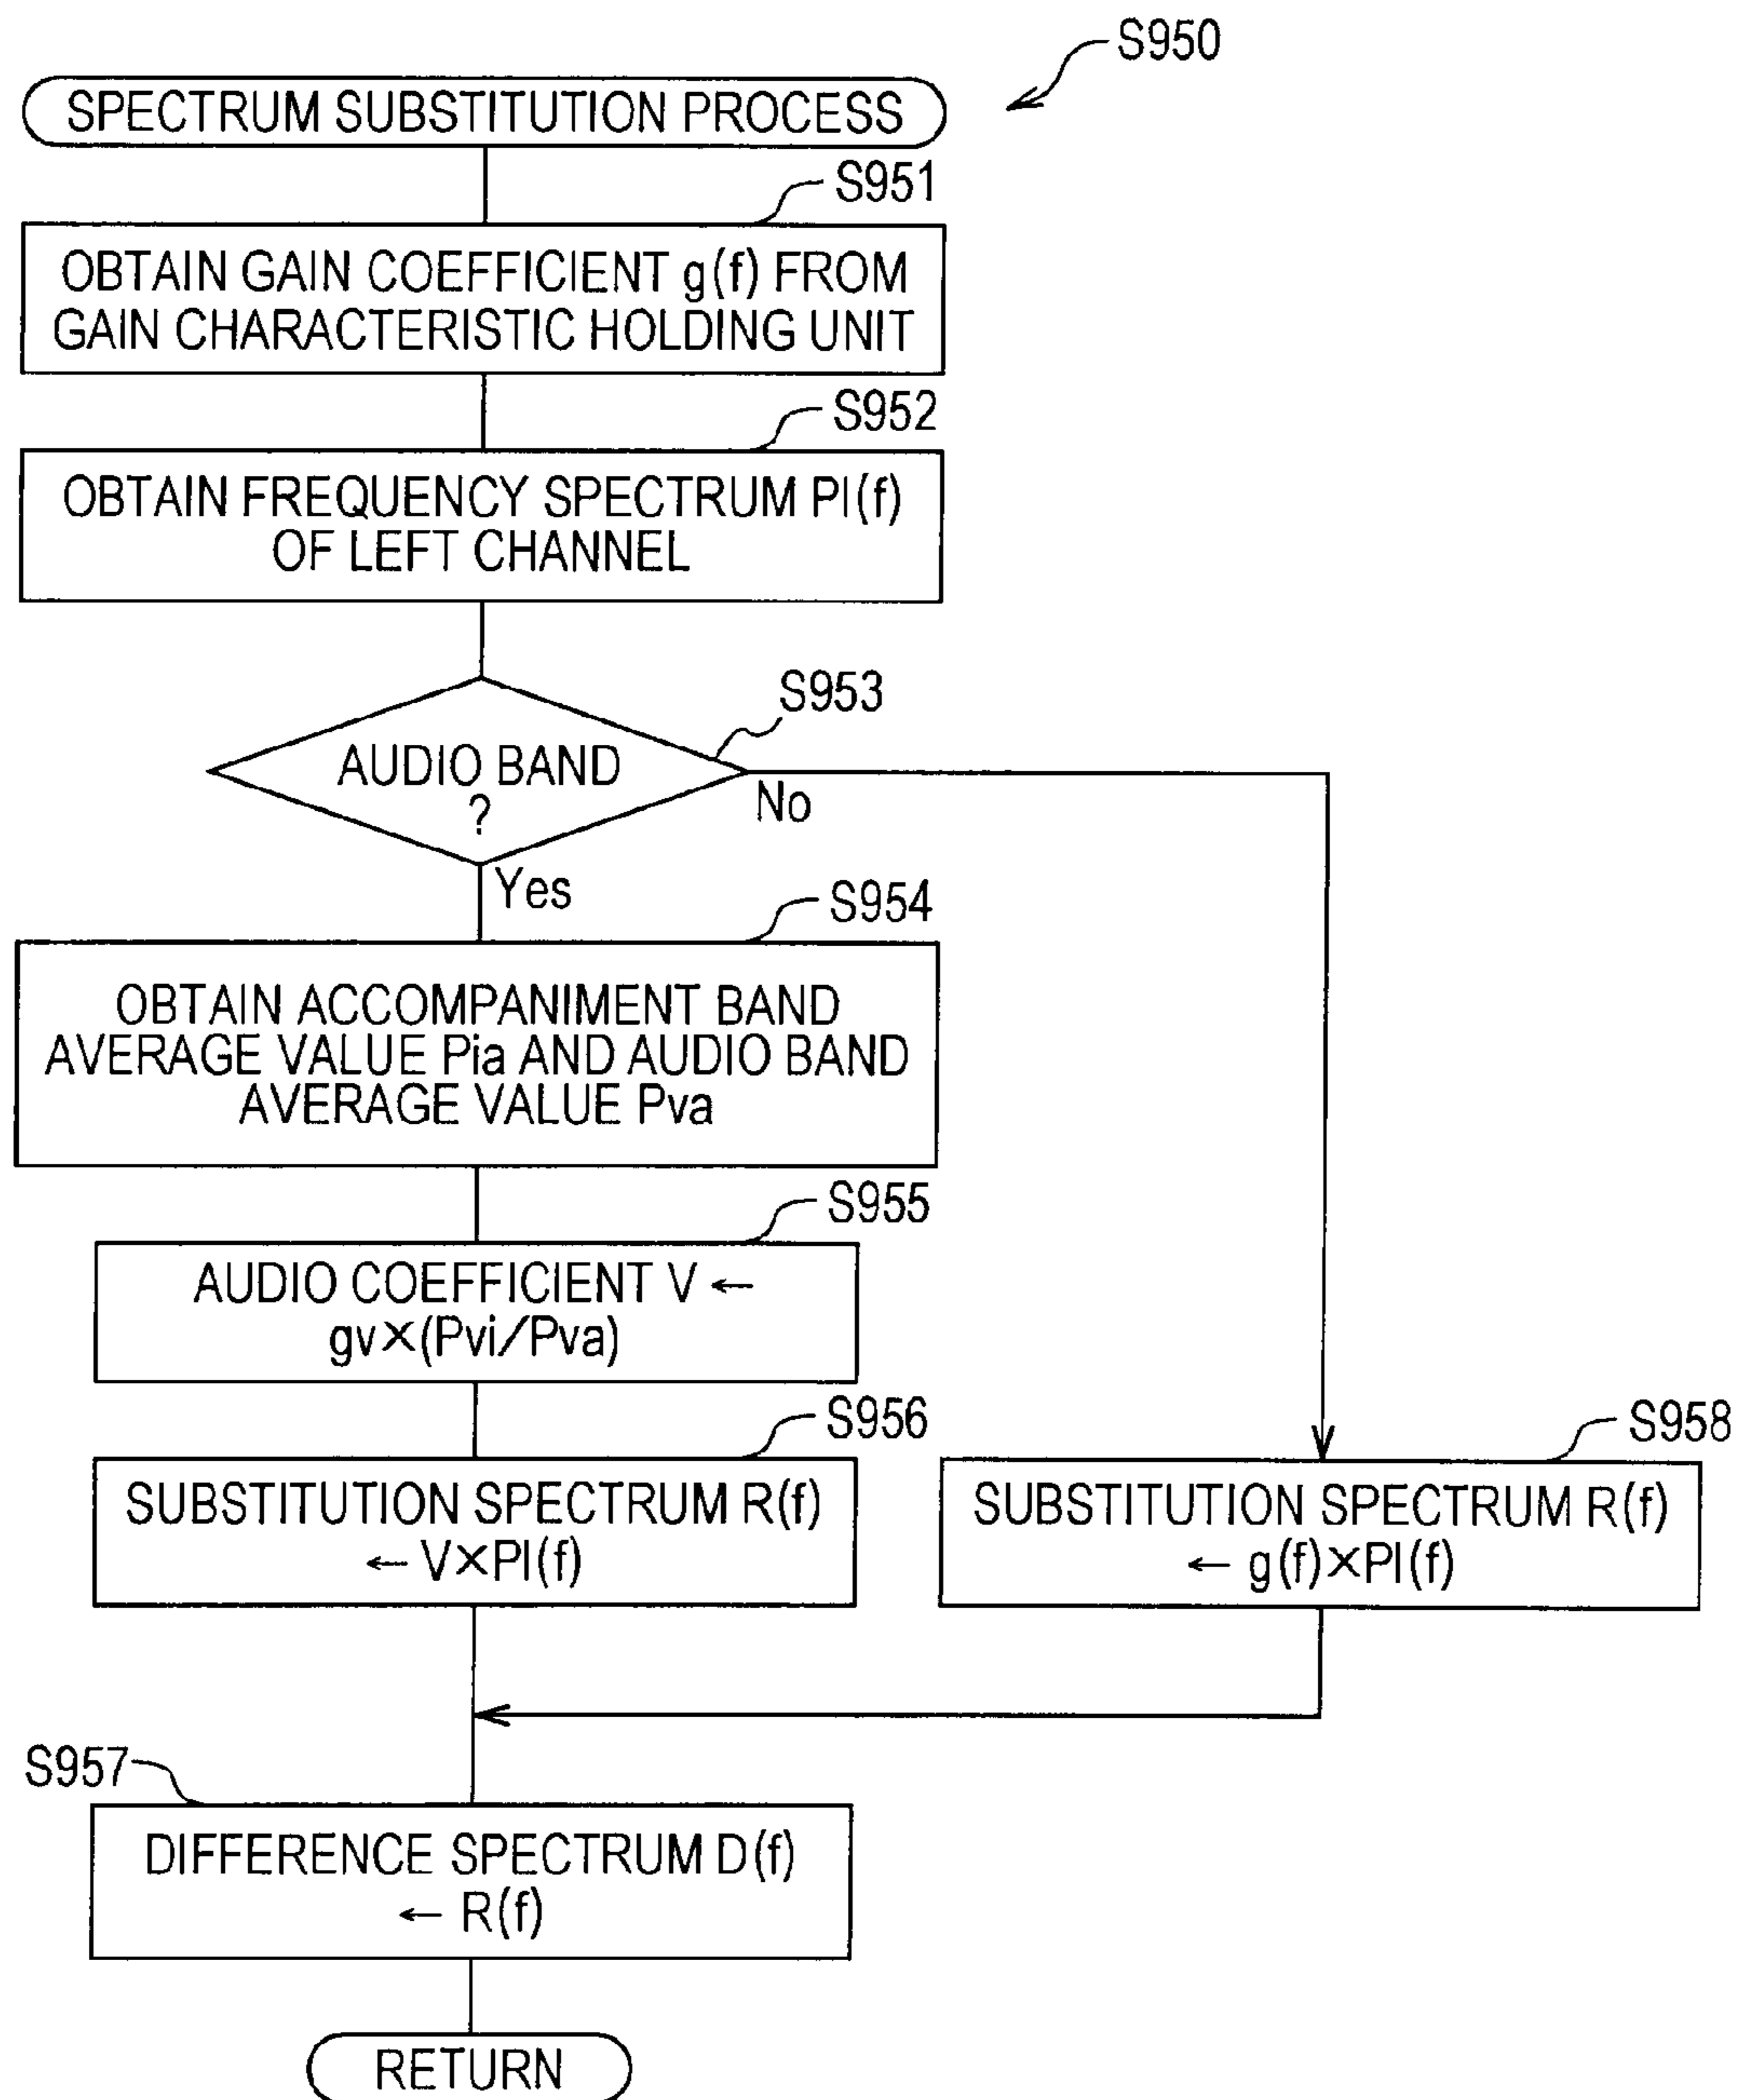 S950
SPECTRUM SUBSTITUTION PROCESS
S951
OBTAIN GAIN COEFFICIENT g(f) FROM
GAIN CHARACTERISTIC HOLDING UNIT
S952
OBTAIN FREQUENCY SPECTRUM Pl(f)
OF LEFT CHANNEL
S953
AUDIO BAND
?
No
Yes
S954
OBTAIN ACCOMPANIMENT BAND
AVERAGE VALUE Pia AND AUDIO BAND
AVERAGE VALUE Pva
S955
AUDIO COEFFICIENT V ←
gv×(Pvi/Pva)
S956
SUBSTITUTION SPECTRUM R(f)
← V×Pl(f)
S958
SUBSTITUTION SPECTRUM R(f)
← g(f)×Pl(f)
S957
DIFFERENCE SPECTRUM D(f)
← R(f)
RETURN